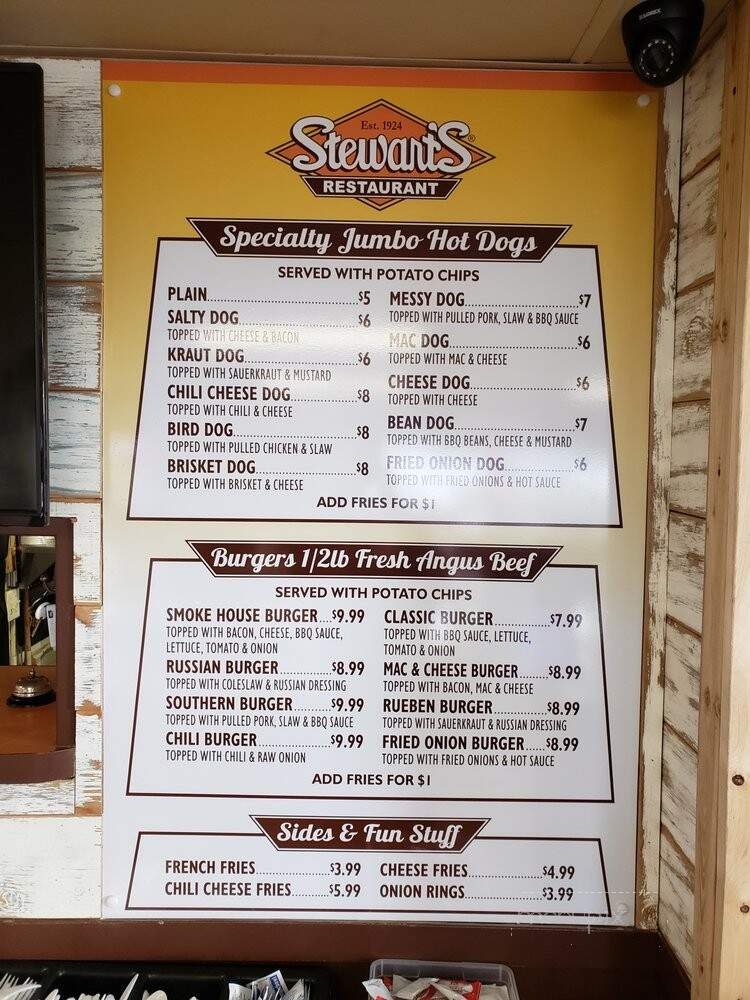 LOREX
Est. 1924
Stewart's®
RESTAURANT
Specialty Jumbo Hot Dogs
SERVED WITH POTATO CHIPS
PLAIN..............................$5
SALTY DOG.......................$6
TOPPED WITH CHEESE & BACON
KRAUT DOG......................$6
TOPPED WITH SAUERKRAUT & MUSTARD
CHILI CHEESE DOG...........$8
TOPPED WITH CHILI & CHEESE
BIRD DOG.........................$8
TOPPED WITH PULLED CHICKEN & SLAW
BRISKET DOG...................$8
TOPPED WITH BRISKET & CHEESE
MESSY DOG......................$7
TOPPED WITH PULLED PORK, SLAW & BBQ SAUCE
MAC DOG.........................$6
TOPPED WITH MAC & CHEESE
CHEESE DOG.....................$6
TOPPED WITH CHEESE
BEAN DOG........................$7
TOPPED WITH BBQ BEANS, CHEESE & MUSTARD
FRIED ONION DOG............$6
TOPPED WITH FRIED ONIONS & HOT SAUCE
ADD FRIES FOR $1
Burgers 1/2lb Fresh Angus Beef
SERVED WITH POTATO CHIPS
SMOKE HOUSE BURGER....$9.99
TOPPED WITH BACON, CHEESE, BBQ SAUCE,
LETTUCE, TOMATO & ONION
RUSSIAN BURGER.............$8.99
TOPPED WITH COLESLAW & RUSSIAN DRESSING
SOUTHERN BURGER.........$9.99
TOPPED WITH PULLED PORK, SLAW & BBQ SAUCE
CHILI BURGER.................$9.99
TOPPED WITH CHILI & RAW ONION
CLASSIC BURGER.............$7.99
TOPPED WITH BBQ SAUCE, LETTUCE,
TOMATO & ONION
MAC & CHEESE BURGER.......$8.99
TOPPED WITH BACON, MAC & CHEESE
RUEBEN BURGER.............$8.99
TOPPED WITH SAUERKRAUT & RUSSIAN DRESSING
FRIED ONION BURGER.....$8.99
TOPPED WITH FRIED ONIONS & HOT SAUCE
ADD FRIES FOR $1
Sides & Fun Stuff
FRENCH FRIES..................$3.99
CHILI CHEESE FRIES..........$5.99
CHEESE FRIES..................$4.99
ONION RINGS..................$3.99